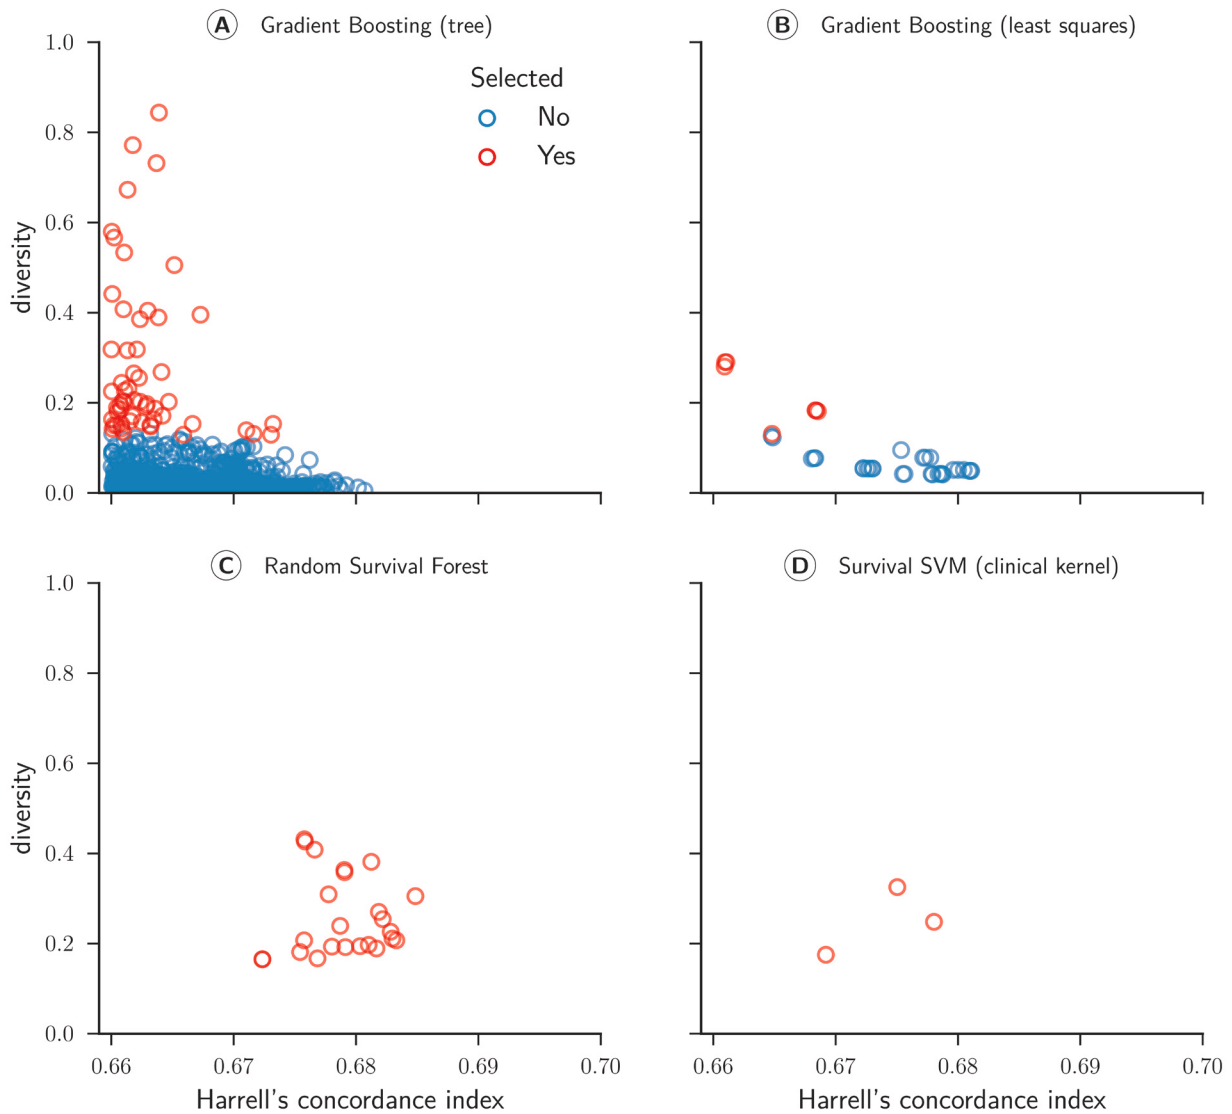 A Gradient Boosting (tree)
B Gradient Boosting (least squares)
Selected
No
Yes
diversity
1.0
0.8
0.6
0.4
0.2
0.0
C Random Survival Forest
D Survival SVM (clinical kernel)
diversity
1.0
0.8
0.6
0.4
0.2
0.0
0.66 0.67 0.68 0.69 0.70
0.66 0.67 0.68 0.69 0.70
Harrell's concordance index
Harrell's concordance index